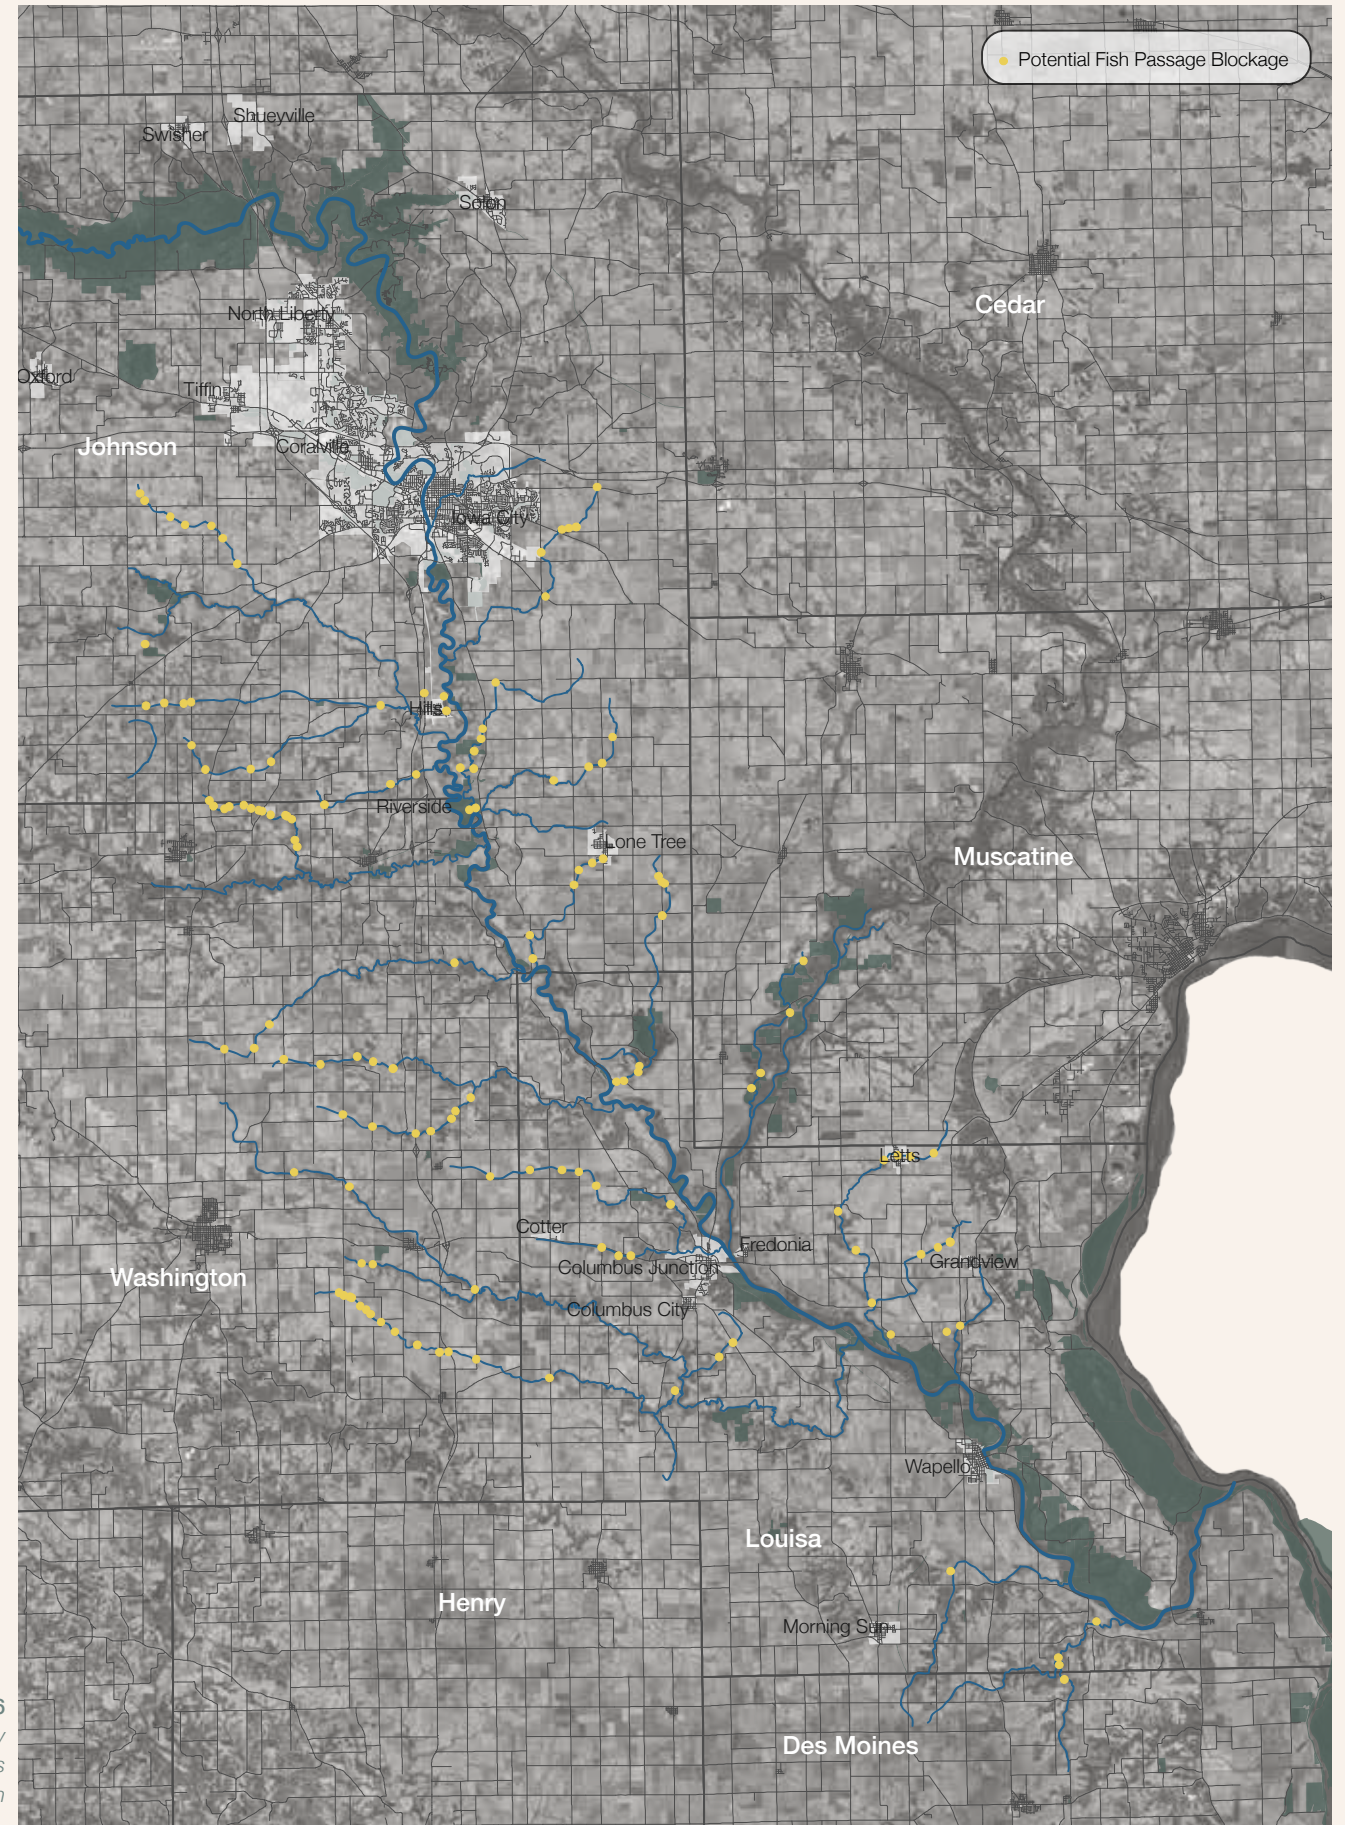 Potential Fish Passage Blockage
Shueyville
Swisher
Solon
Cedar
North Liberty
Oxford
Tiffin
Johnson
Coralville
Iowa City
Hills
Riverside
Lone Tree
Muscatine
Letts
Cotter
Fredonia
Grandview
Columbus Junction
Washington
Columbus City
Wapello
Louisa
Henry
Morning Sun
Des Moines